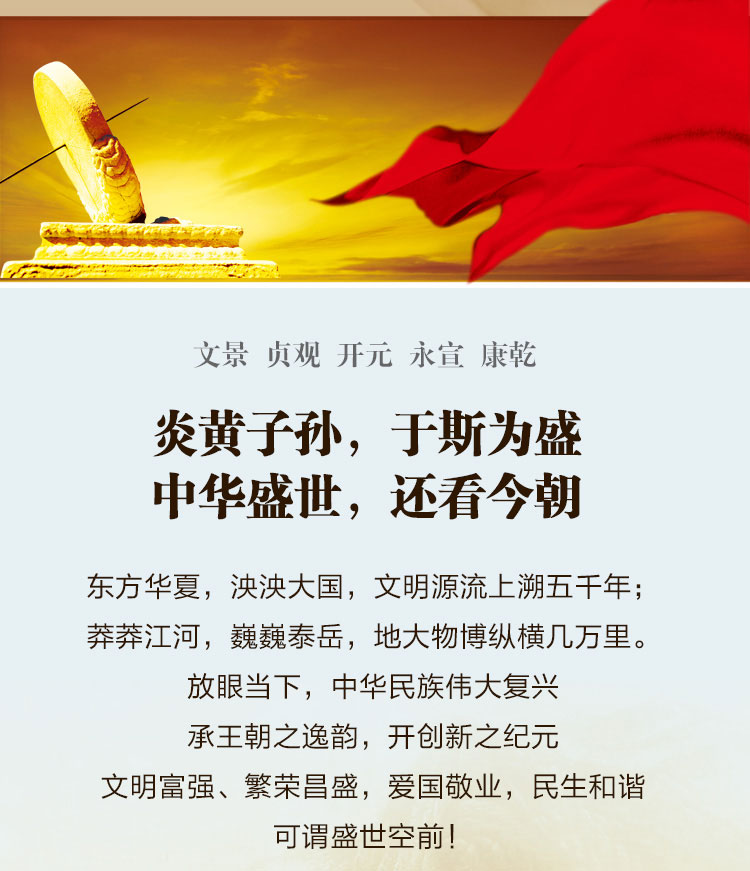 文景 贞观 开元 永宣 康乾
炎黄子孙，于斯为盛
中华盛世，还看今朝
东方华夏，泱泱大国，文明源流上溯五千年；
莽莽江河，巍巍泰岳，地大物博纵横几万里。
放眼当下，中华民族伟大复兴
承王朝之逸韵，开创新之纪元
文明富强、繁荣昌盛，爱国敬业，民生和谐
可谓盛世空前！